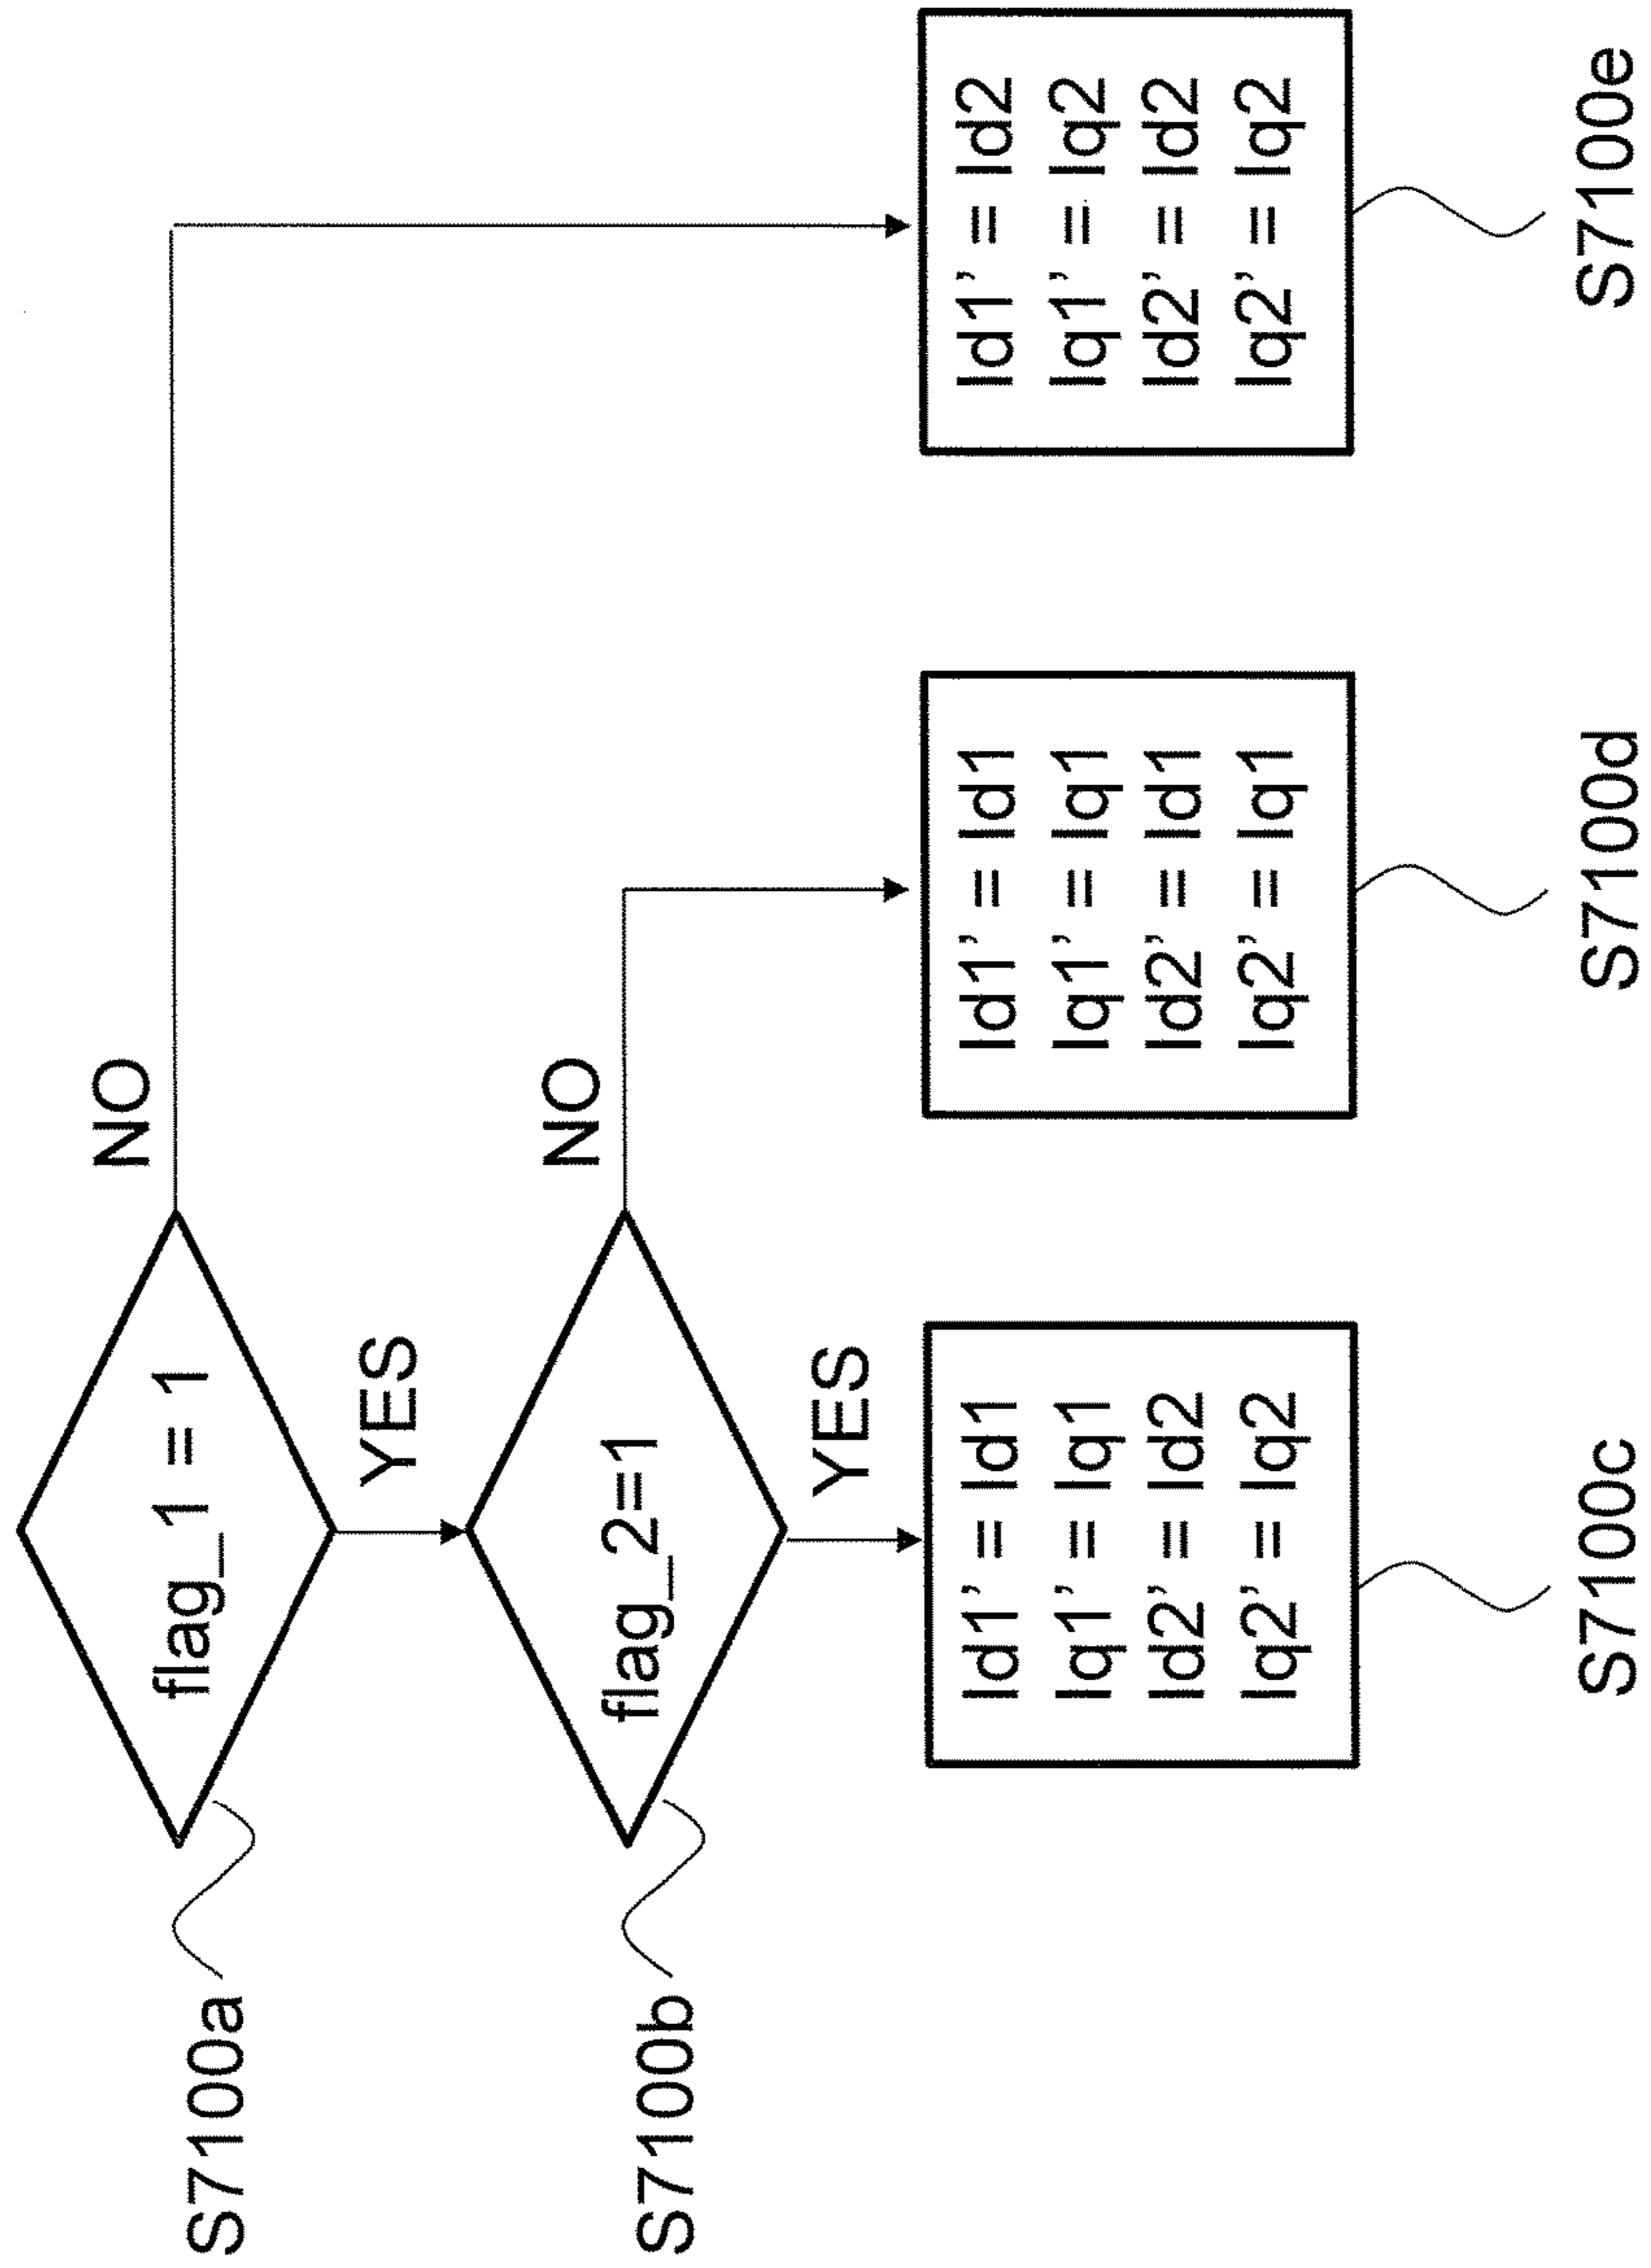 S7100a
flag_1 = 1
NO
YES
S7100b
flag_2=1
NO
YES
Id1’ = Id1
Iq1’ = Iq1
Id2’ = Id2
Iq2’ = Iq2
S7100c
Id1’ = Id1
Iq1’ = Iq1
Id2’ = Id1
Iq2’ = Iq1
S7100d
Id1’ = Id2
Iq1’ = Iq2
Id2’ = Id2
Iq2’ = Iq2
S7100e